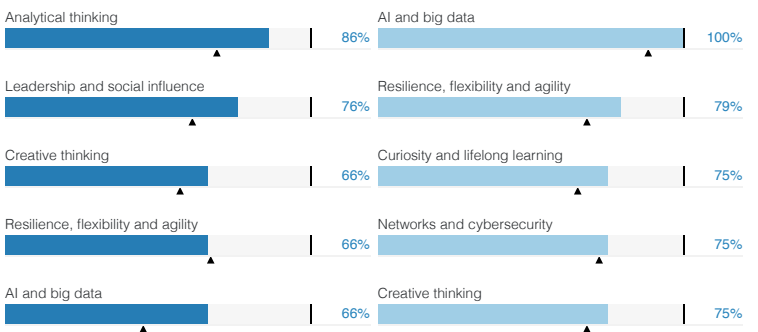 Analytical thinking
86%
Leadership and social influence
76%
Creative thinking
66%
Resilience, flexibility and agility
66%
AI and big data
66%
AI and big data
100%
Resilience, flexibility and agility
79%
Curiosity and lifelong learning
75%
Networks and cybersecurity
75%
Creative thinking
75%